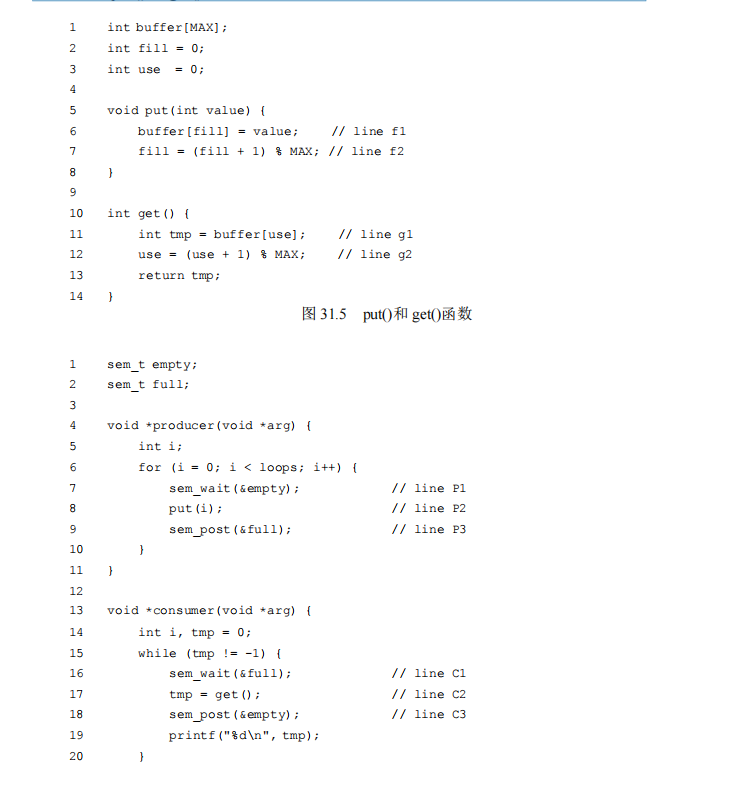 1 int buffer[MAX];
2 int fill = 0;
3 int use = 0;
4
5 void put(int value) {
6 buffer[fill] = value; // line f1
7 fill = (fill + 1) % MAX; // line f2
8 }
9
10 int get() {
11 int tmp = buffer[use]; // line g1
12 use = (use + 1) % MAX; // line g2
13 return tmp;
14 }
图 31.5 put()和 get()函数
1 sem_t empty;
2 sem_t full;
3
4 void *producer(void *arg) {
5 int i;
6 for (i = 0; i < loops; i++) {
7 sem_wait(&empty); // line P1
8 put(i); // line P2
9 sem_post(&full); // line P3
10 }
11 }
12
13 void *consumer(void *arg) {
14 int i, tmp = 0;
15 while (tmp != -1) {
16 sem_wait(&full); // line C1
17 tmp = get(); // line C2
18 sem_post(&empty); // line C3
19 printf("%d\n", tmp);
20 }